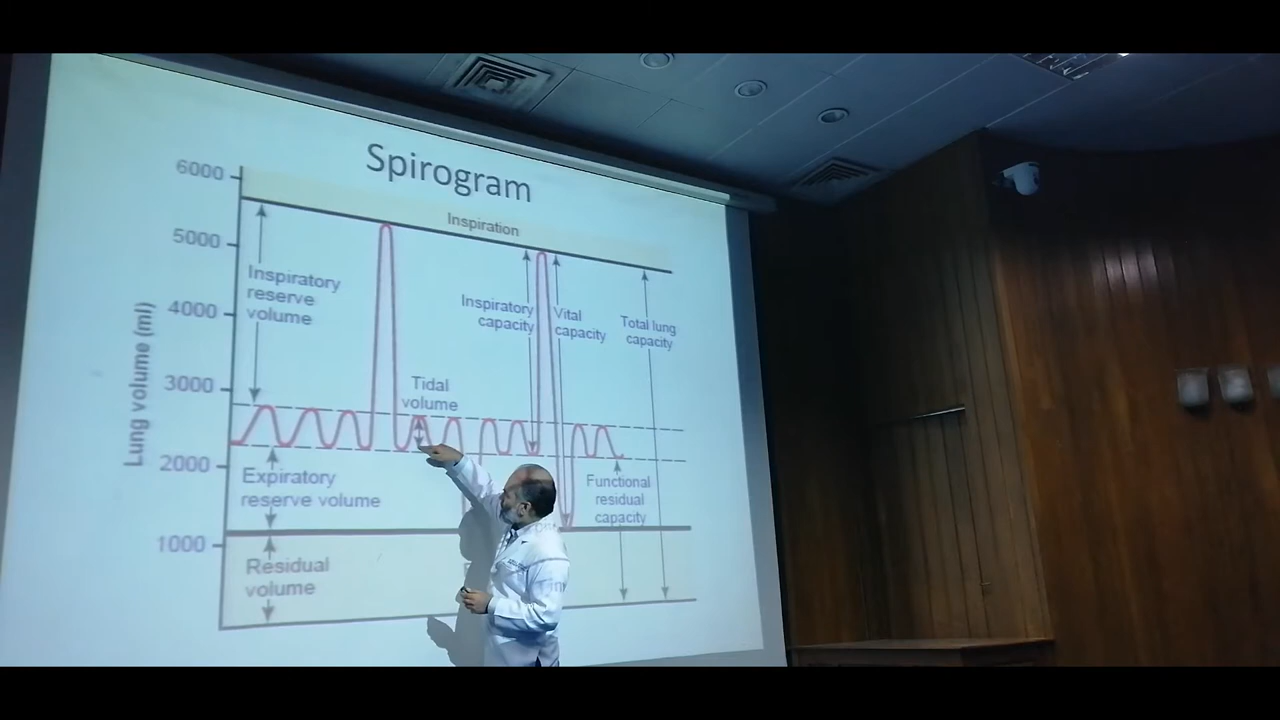 Spirogram
6000
5000
4000
3000
2000
1000
Lung volume (ml)
Inspiration
Inspiratory
reserve
volume
Tidal
volume
Inspiratory
capacity
Vital
capacity
Total lung
capacity
Expiratory
reserve volume
Functional
residual
capacity
Residual
volume